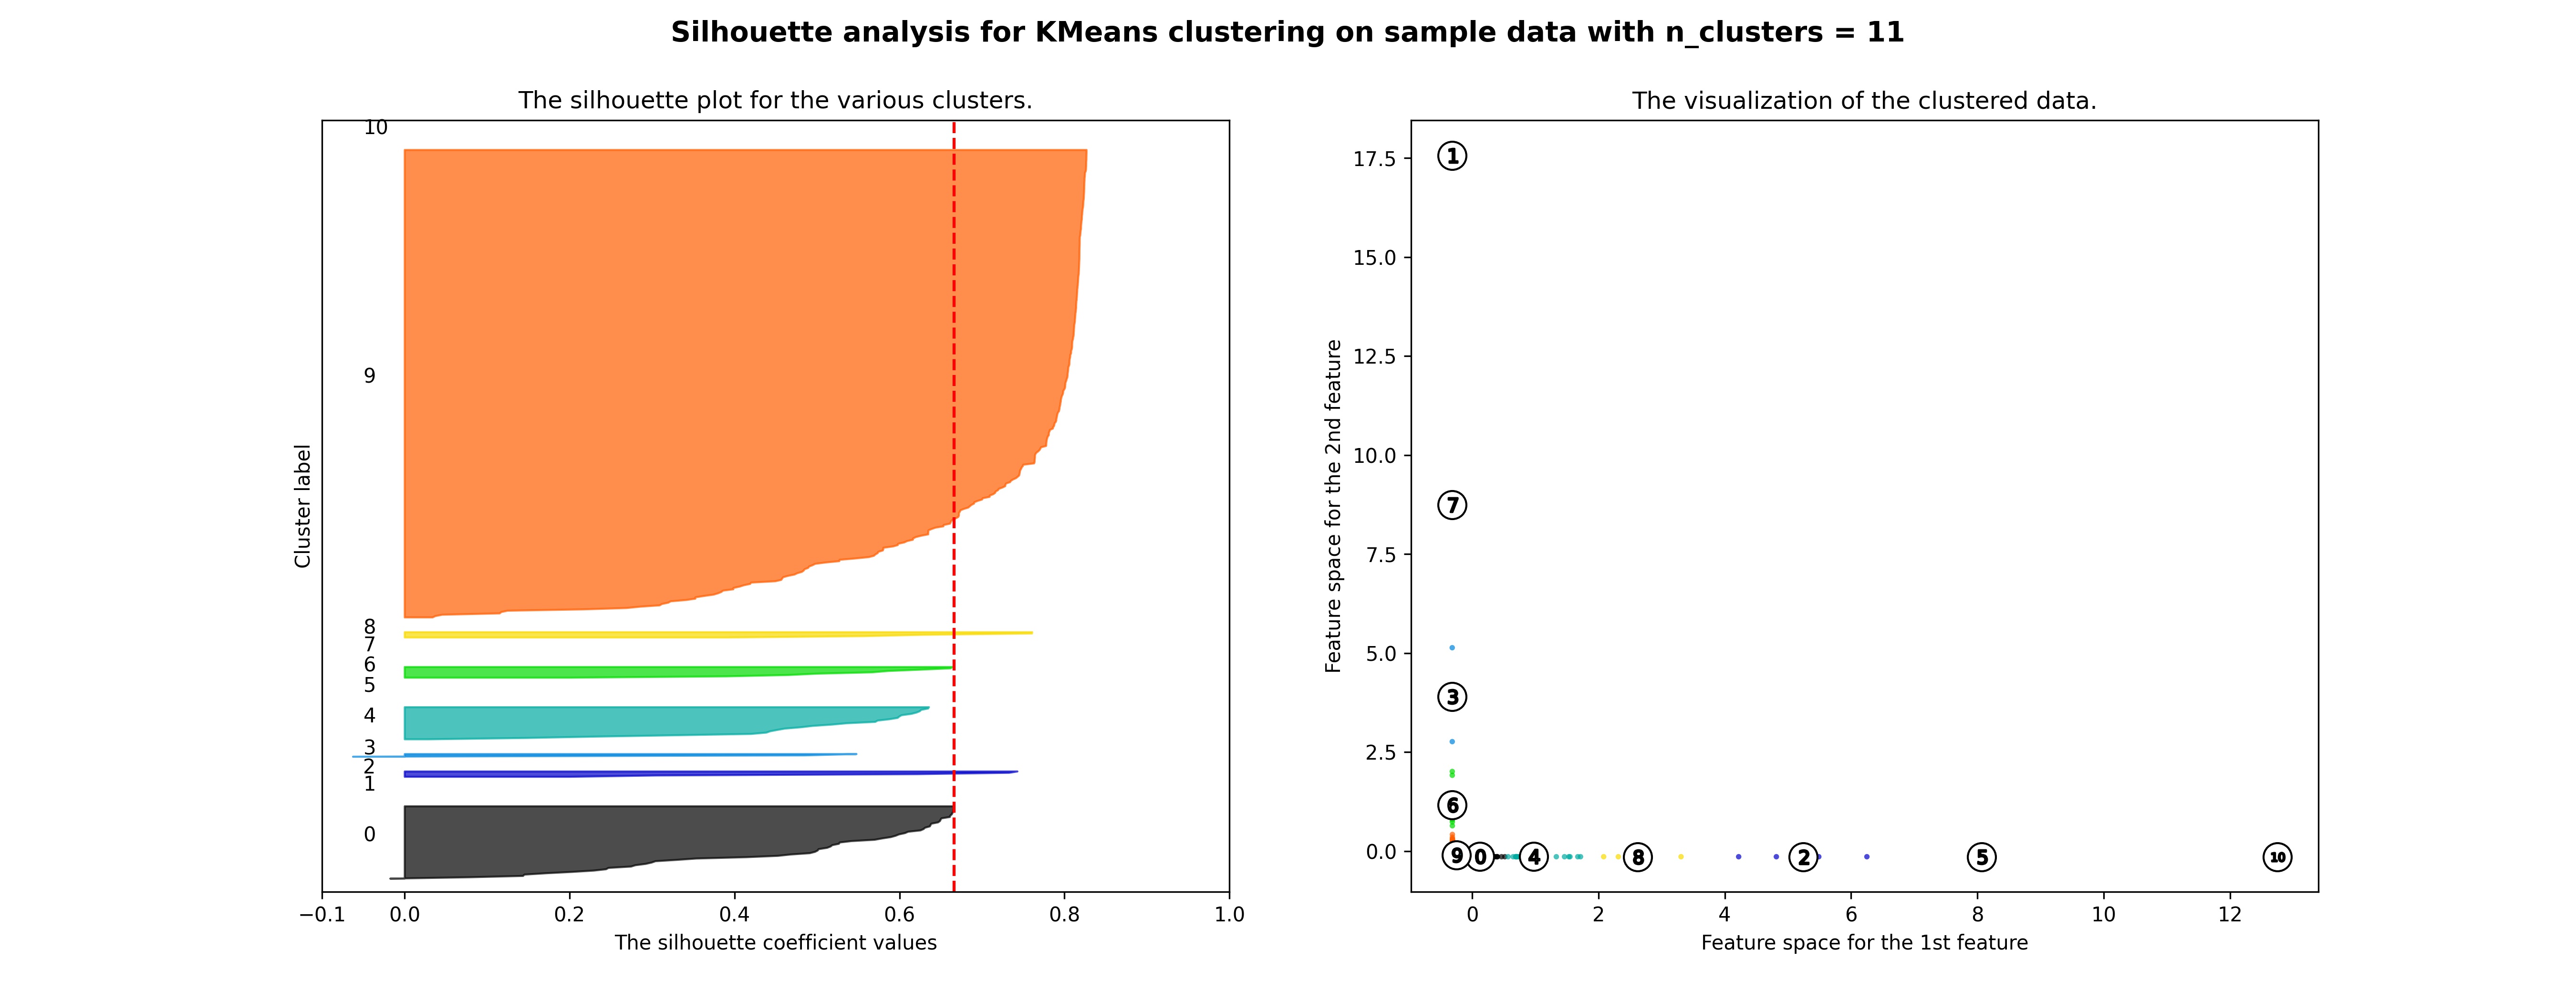 Silhouette analysis for KMeans clustering on sample data with n_clusters = 11
The silhouette plot for the various clusters.
10
9
8
7
6
5
4
3
2
1
0
Cluster label
−0.1 0.0 0.2 0.4 0.6 0.8 1.0
The silhouette coefficient values
The visualization of the clustered data.
17.5
15.0
12.5
10.0
7.5
5.0
2.5
0.0
Feature space for the 2nd feature
1
7
3
6
9 0 4 8 2 5 10
0 2 4 6 8 10 12
Feature space for the 1st feature